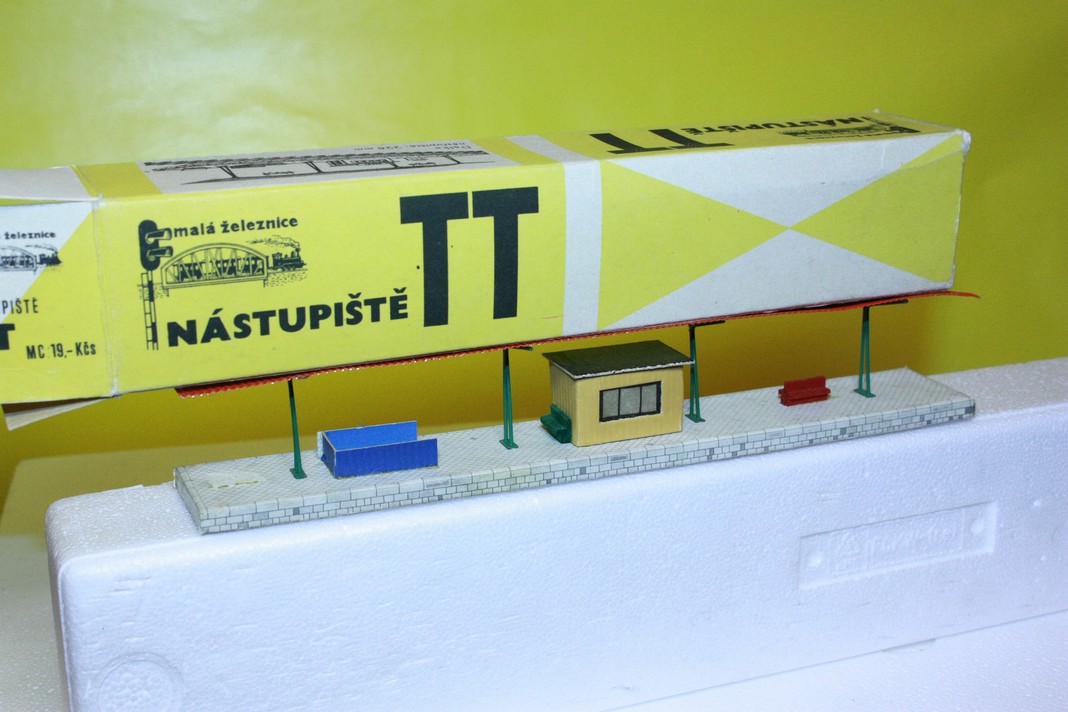 malá železnice
TT
NÁSTUPIŠTĚ
TT
NÁSTUPIŠTĚ
železnice
PIŠTĚ
T
MC 19,-Kčs